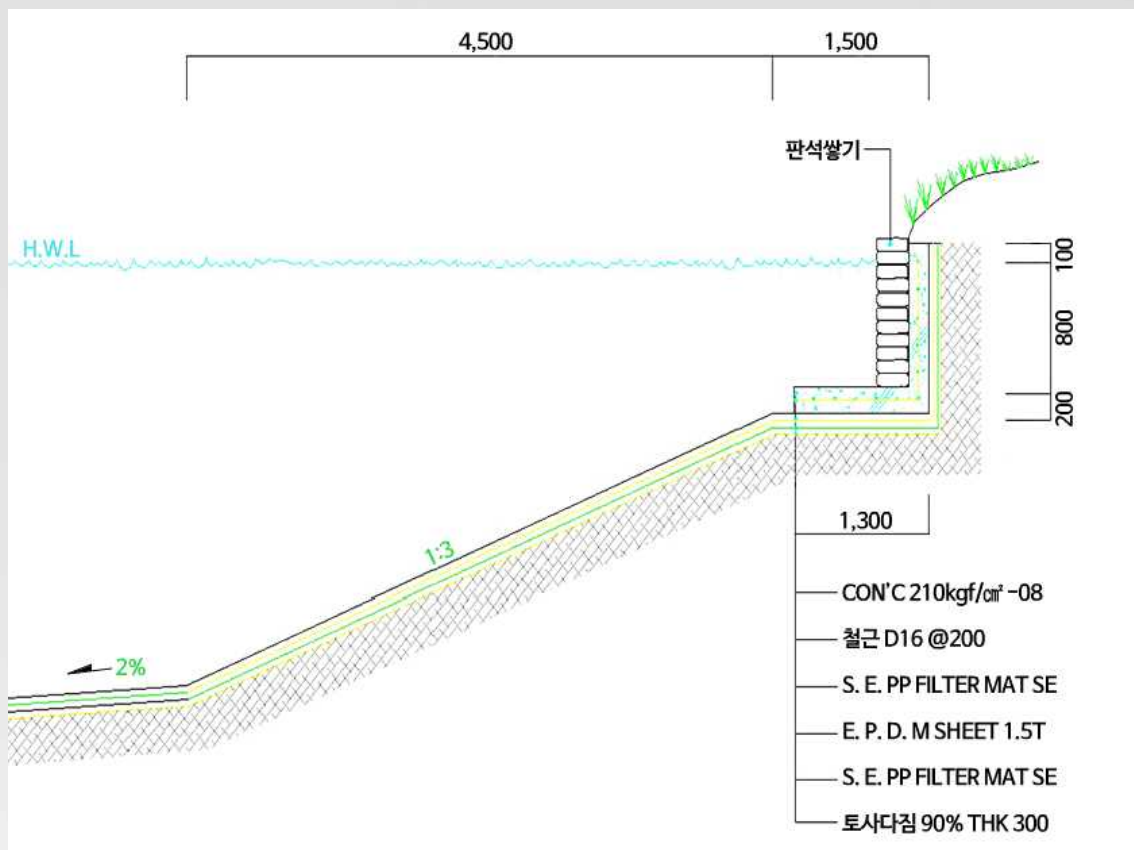 4,500
1,500
판석쌓기
H.W.L
100
800
200
1:3
1,300
2%
CON'C 210kgf/㎠ -08
철근 D16 @200
S. E. PP FILTER MAT SE
E. P. D. M SHEET 1.5T
S. E. PP FILTER MAT SE
토사다짐 90% THK 300